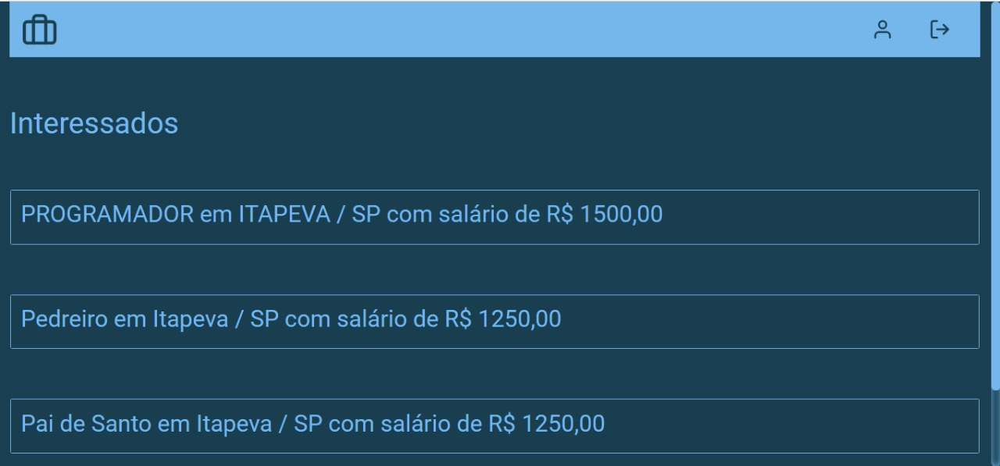 Interessados
PROGRAMADOR em ITAPEVA / SP com salário de R$ 1500,00
Pedreiro em Itapeva / SP com salário de R$ 1250,00
Pai de Santo em Itapeva / SP com salário de R$ 1250,00